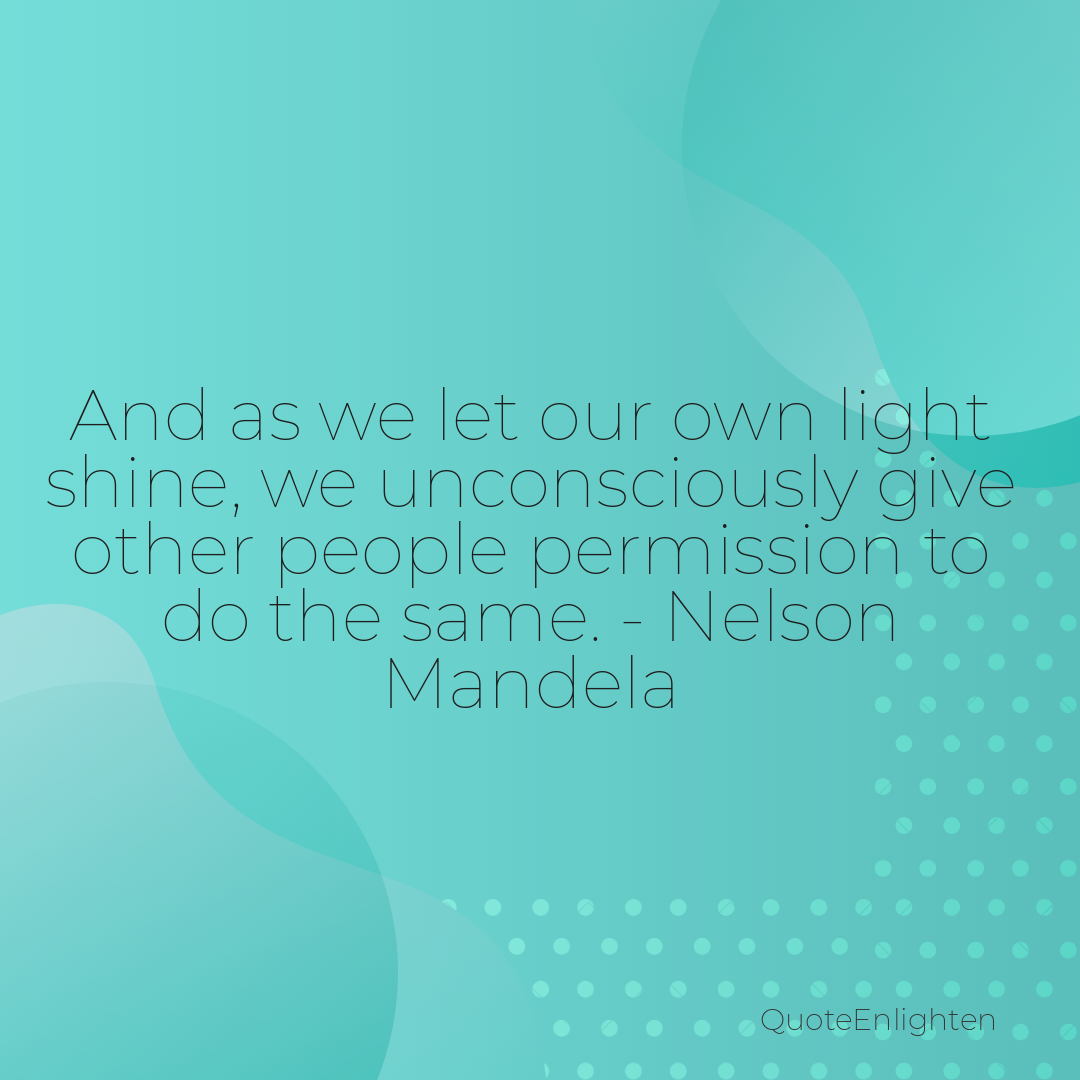 And as we let our own light
shine, we unconsciously give
other people permission to
do the same. - Nelson
Mandela
QuoteEnlighten